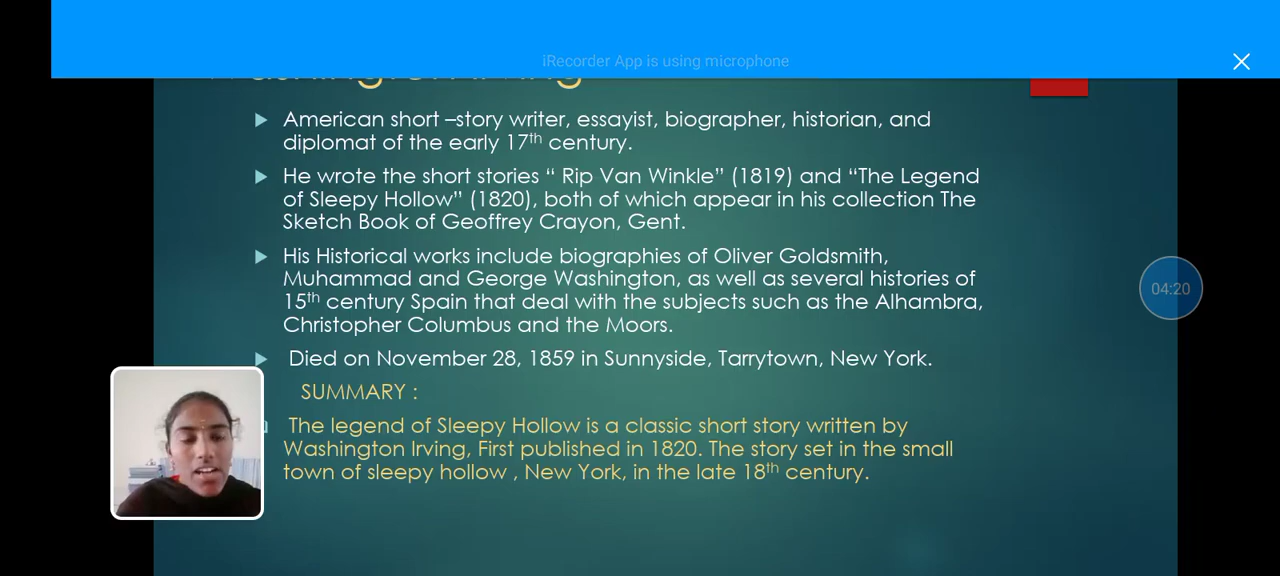 iRecorder App is using microphone
American short –story writer, essayist, biographer, historian, and
diplomat of the early 17th century.
He wrote the short stories “ Rip Van Winkle” (1819) and “The Legend
of Sleepy Hollow” (1820), both of which appear in his collection The
Sketch Book of Geoffrey Crayon, Gent.
His Historical works include biographies of Oliver Goldsmith,
Muhammad and George Washington, as well as several histories of
15th century Spain that deal with the subjects such as the Alhambra,
Christopher Columbus and the Moors.
04:20
Died on November 28, 1859 in Sunnyside, Tarrytown, New York.
SUMMARY :
The legend of Sleepy Hollow is a classic short story written by
Washington Irving, First published in 1820. The story set in the small
town of sleepy hollow , New York, in the late 18th century.